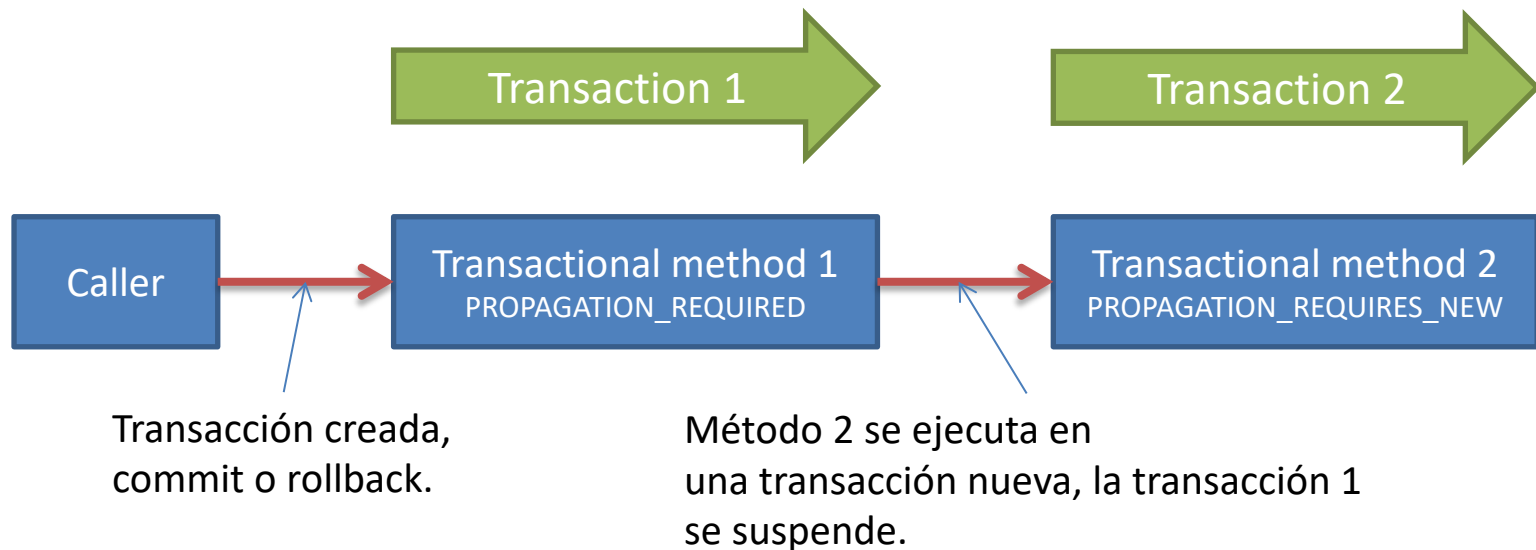 Transaction 1
Transaction 2
Caller
Transactional method 1
PROPAGATION_REQUIRED
Transactional method 2
PROPAGATION_REQUIRES_NEW
Transacción creada,
commit o rollback.
Método 2 se ejecuta en
una transacción nueva, la transacción 1
se suspende.